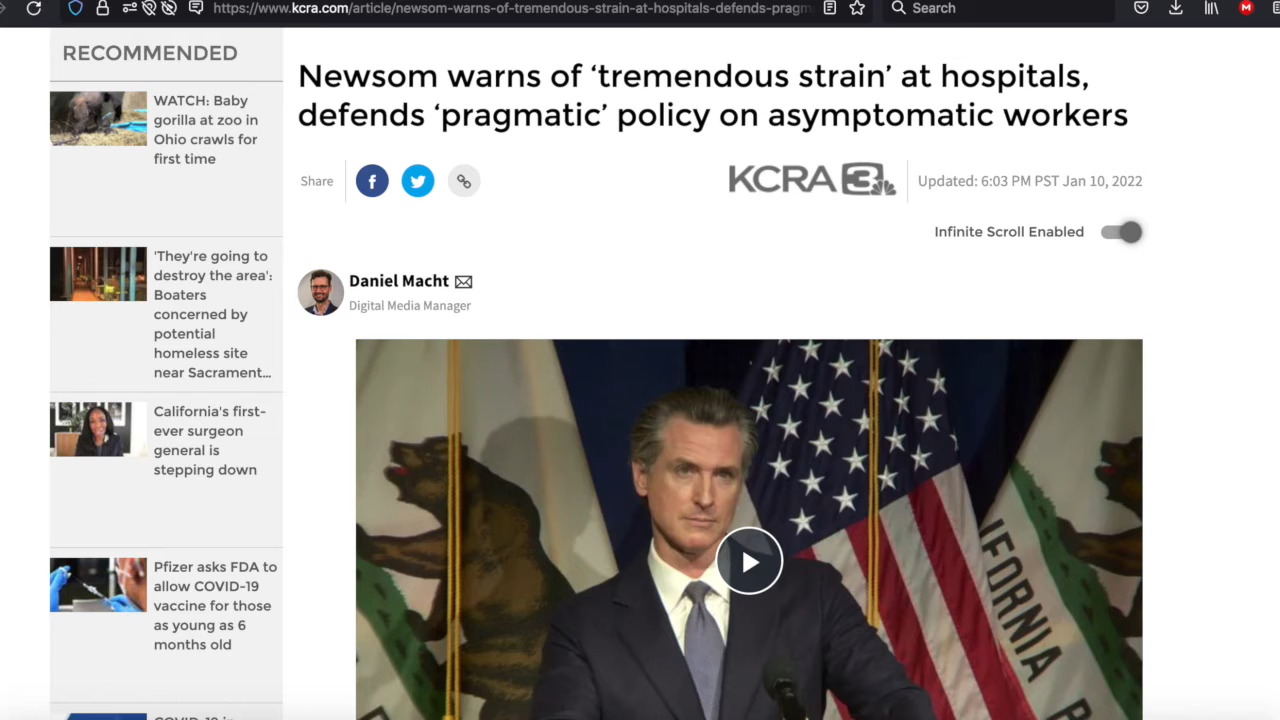 https://www.kcra.com/article/newsom-warns-of-tremendous-strain-at-hospitals-defends-pragm
Search
RECOMMENDED
WATCH: Baby
gorilla at zoo in
Ohio crawls for
first time
'They're going to
destroy the area':
Boaters
concerned by
potential
homeless site
near Sacrament...
California's first-
ever surgeon
general is
stepping down
Pfizer asks FDA to
allow COVID-19
vaccine for those
as young as 6
months old
COVID-19 in
Newsom warns of ‘tremendous strain’ at hospitals,
defends ‘pragmatic’ policy on asymptomatic workers
Share
KCRA 3
Updated: 6:03 PM PST Jan 10, 2022
Infinite Scroll Enabled
Daniel Macht
Digital Media Manager
IFORNIA